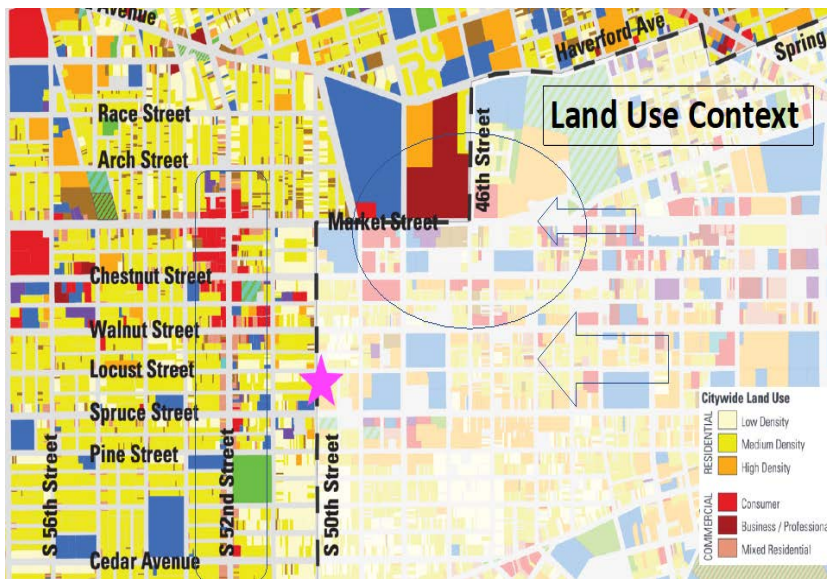 Avenue
Haverford Ave
Spring
Land Use Context
Race Street
Arch Street
46th Street
Market Street
Chestnut Street
Walnut Street
Locust Street
Spruce Street
Pine Street
S 56th Street
S 52nd Street
S 50th Street
Cedar Avenue
Citywide Land Use
RESIDENTIAL
Low Density
Medium Density
High Density
COMMERCIAL
Consumer
Business / Professiona
Mixed Residential